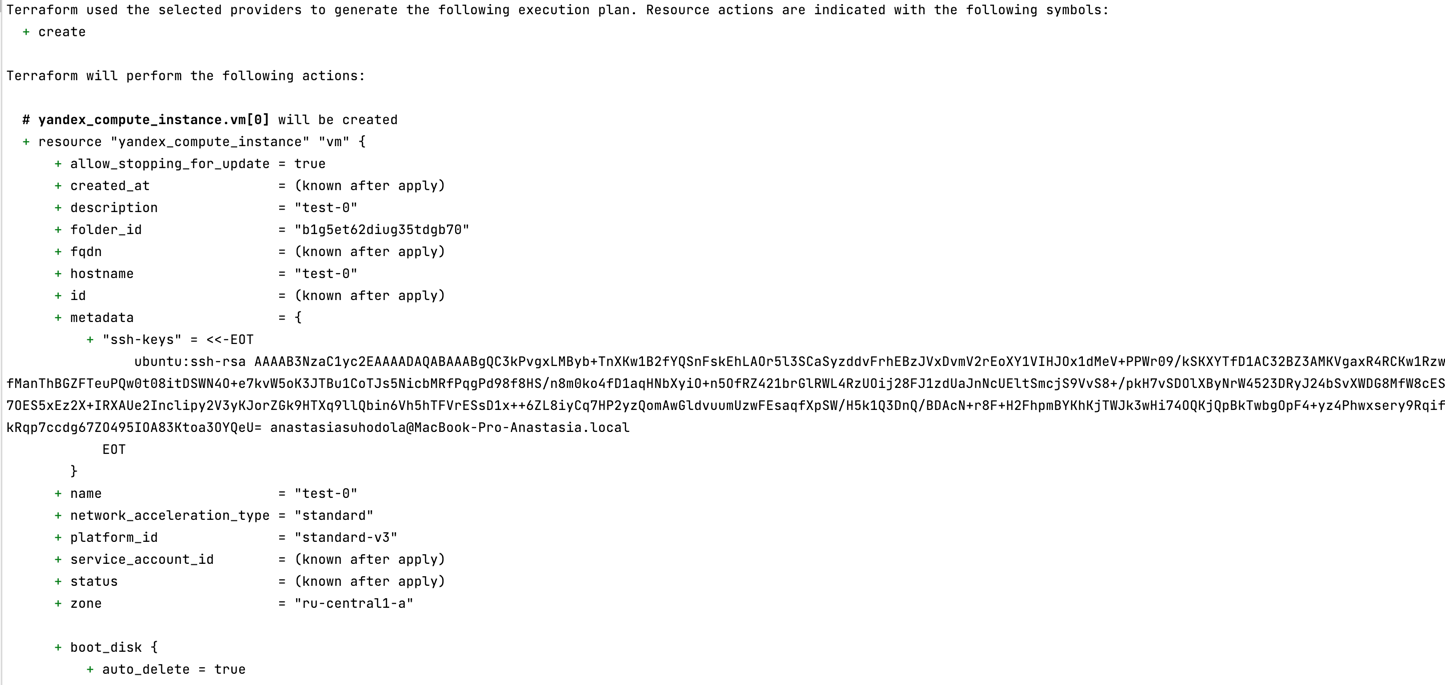 Terraform used the selected providers to generate the following execution plan. Resource actions are indicated with the following symbols:
  + create

Terraform will perform the following actions:

  # yandex_compute_instance.vm[0] will be created
  + resource "yandex_compute_instance" "vm" {
      + allow_stopping_for_update = true
      + created_at                = (known after apply)
      + description               = "test-0"
      + folder_id                 = "b1g5et62diug35tdgb70"
      + fqdn                      = (known after apply)
      + hostname                  = "test-0"
      + id                        = (known after apply)
      + metadata                  = {
          + "ssh-keys" = <<-EOT
                ubuntu:ssh-rsa AAAAB3NzaC1yc2EAAAADAQABAAABgQC3kPvgxLMByb+TnXKw1B2fYQSnFskEhLAOr5l3SCaSyzddvFrhEBzJVxDvmV2rEoXY1VIHJOx1dMeV+PPWr09/kSKXYTfD1AC32BZ3AMKVgaxR4RCKw1Rzw
fManThBGZFTeuPQw0t08itDSWN4O+e7kvW5oK3JTBu1CoTJs5NicbMRfPqgPd98f8HS/n8m0ko4fD1aqHNbXyiO+n5OfRZ421brGlRWL4RzUOij28FJ1zdUaJnNcUEltSmcjS9VvS8+/pkH7vSDOlXByNrW4523DRyJ24bSvXWDG8MfW8cES
7OES5xEz2X+IRXAUe2Inclipy2V3yKJorZGk9HTXq9llQbin6Vh5hTFVrESsD1x++6ZL8iyCq7HP2yzQomAwGldvuumUzwFEsaqfXpSW/H5k1Q3DnQ/BDAcN+r8F+H2FhpmBYKhKjTWJk3wHi74OQKjQpBkTwbgOpF4+yz4Phwxsery9Rqif
kRqp7ccdg67ZO495IOA83Ktoa3OYQeU= anastasiasuhodola@MacBook-Pro-Anastasia.local
            EOT
        }
      + name                      = "test-0"
      + network_acceleration_type = "standard"
      + platform_id               = "standard-v3"
      + service_account_id        = (known after apply)
      + status                    = (known after apply)
      + zone                      = "ru-central1-a"

      + boot_disk {
          + auto_delete = true